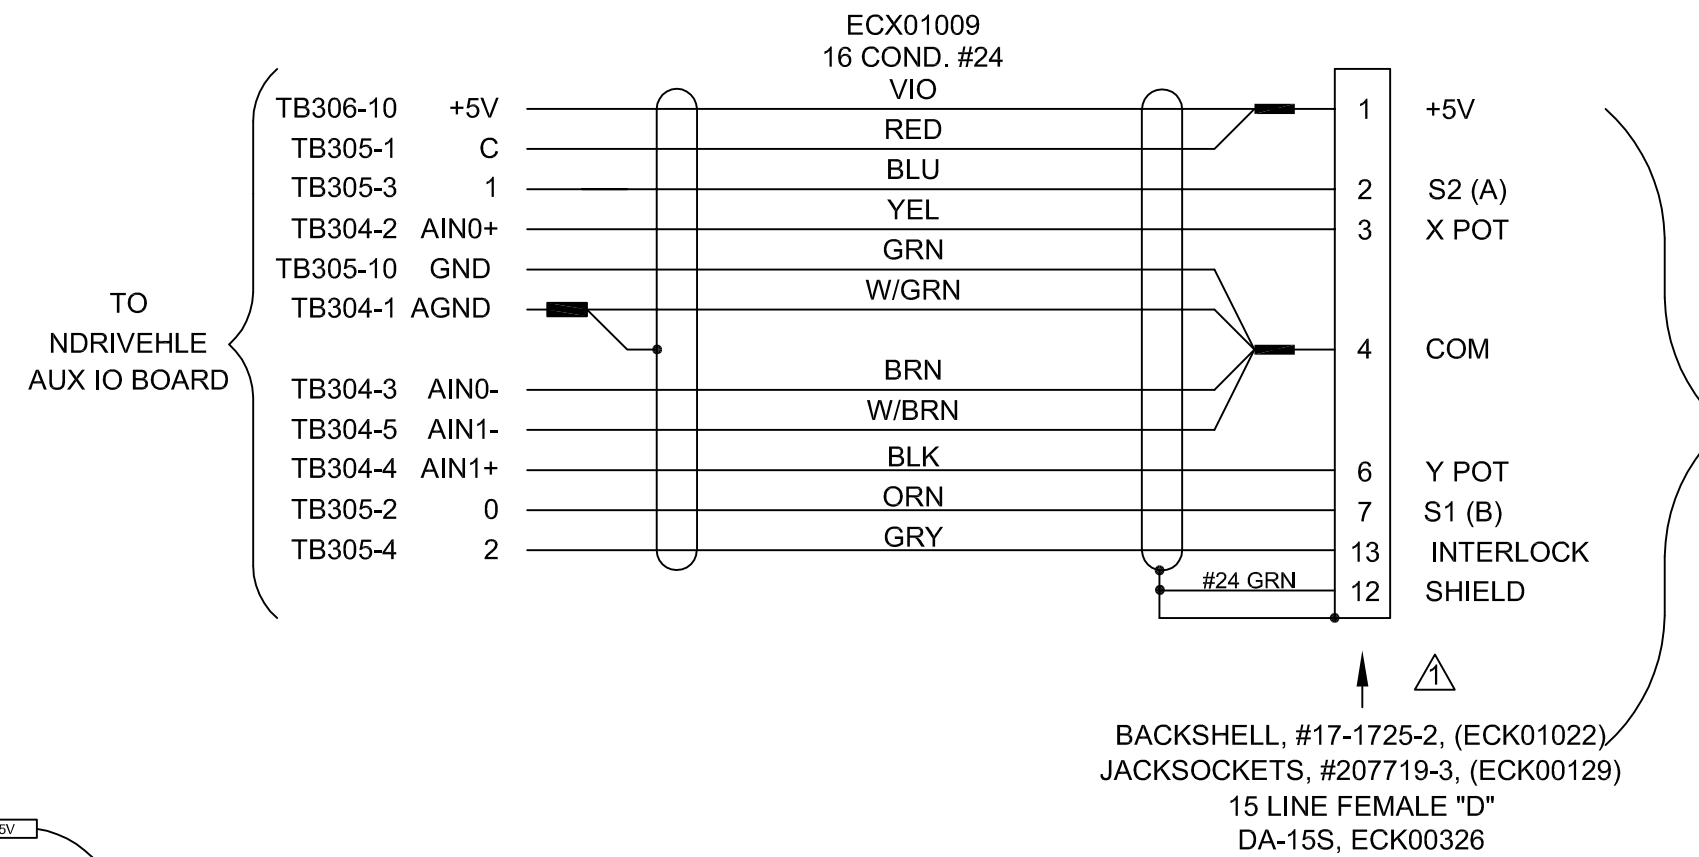 ECX01009
16 COND. #24
TB306-10 +5V VIO 1 +5V
TB305-1 C RED
TB305-3 1 BLU 2 S2 (A)
TB304-2 AIN0+ YEL 3 X POT
TB305-10 GND GRN
TB304-1 AGND W/GRN
TO
NDRIVEHLE
AUX IO BOARD
4 COM
TB304-3 AIN0- BRN
TB304-5 AIN1- W/BRN
TB304-4 AIN1+ BLK 6 Y POT
TB305-2 0 ORN 7 S1 (B)
TB305-4 2 GRY 13 INTERLOCK
#24 GRN 12 SHIELD
1
BACKSHELL, #17-1725-2, (ECK01022)
JACKSOCKETS, #207719-3, (ECK00129)
15 LINE FEMALE "D"
DA-15S, ECK00326
5V